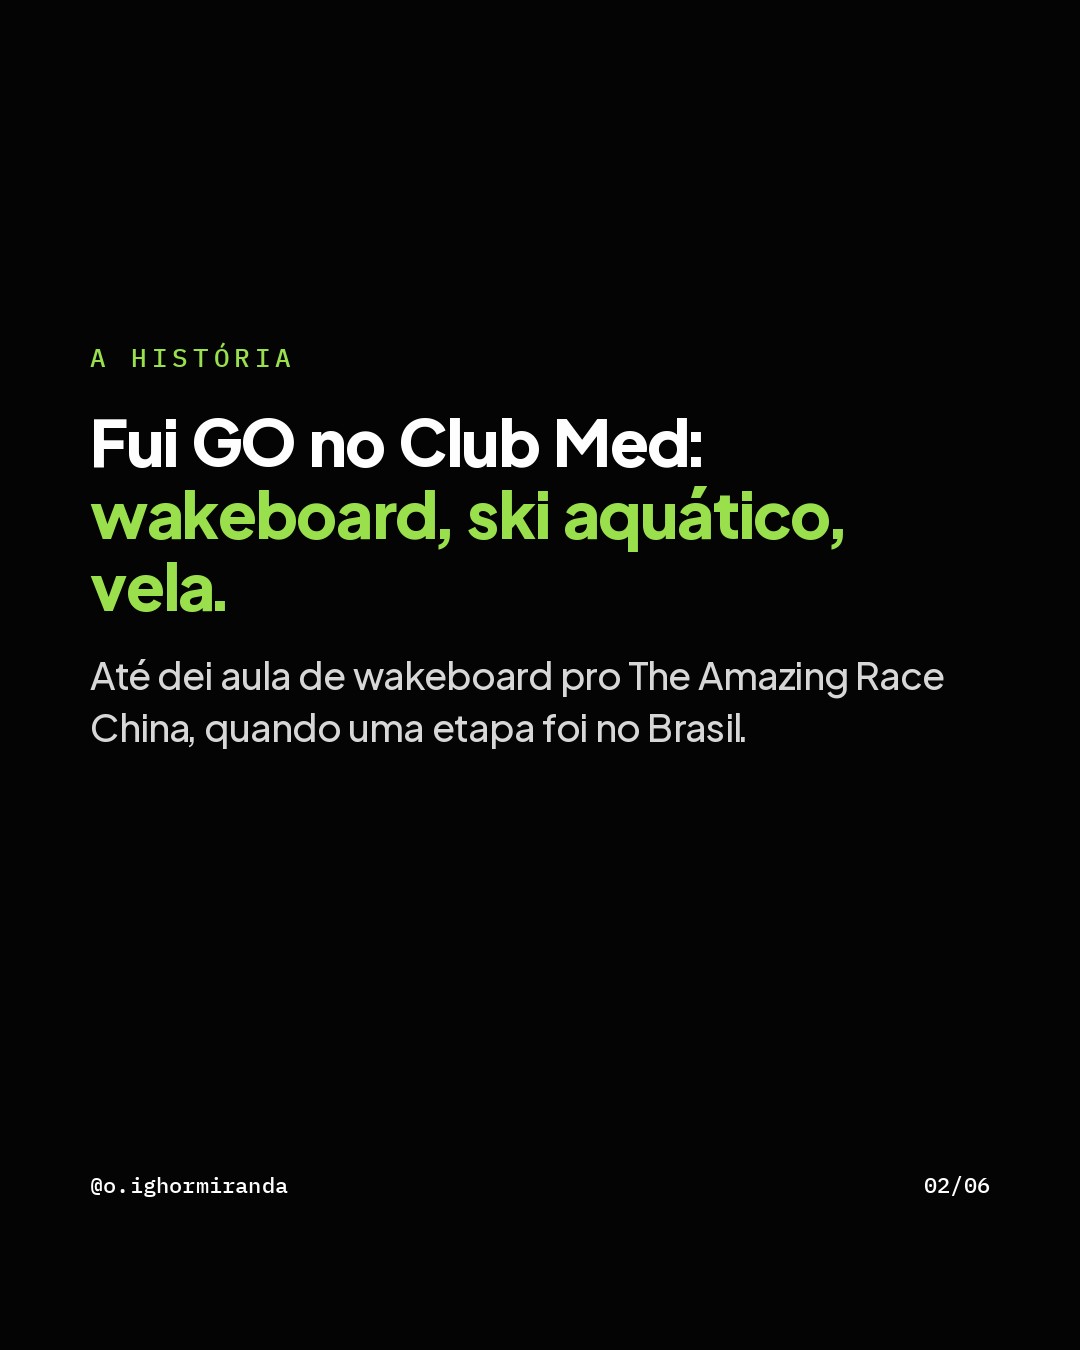 A HISTÓRIA
Fui GO no Club Med:
wakeboard, ski aquático,
vela.
Até dei aula de wakeboard pro The Amazing Race
China, quando uma etapa foi no Brasil.
@o.ighormiranda
02/06